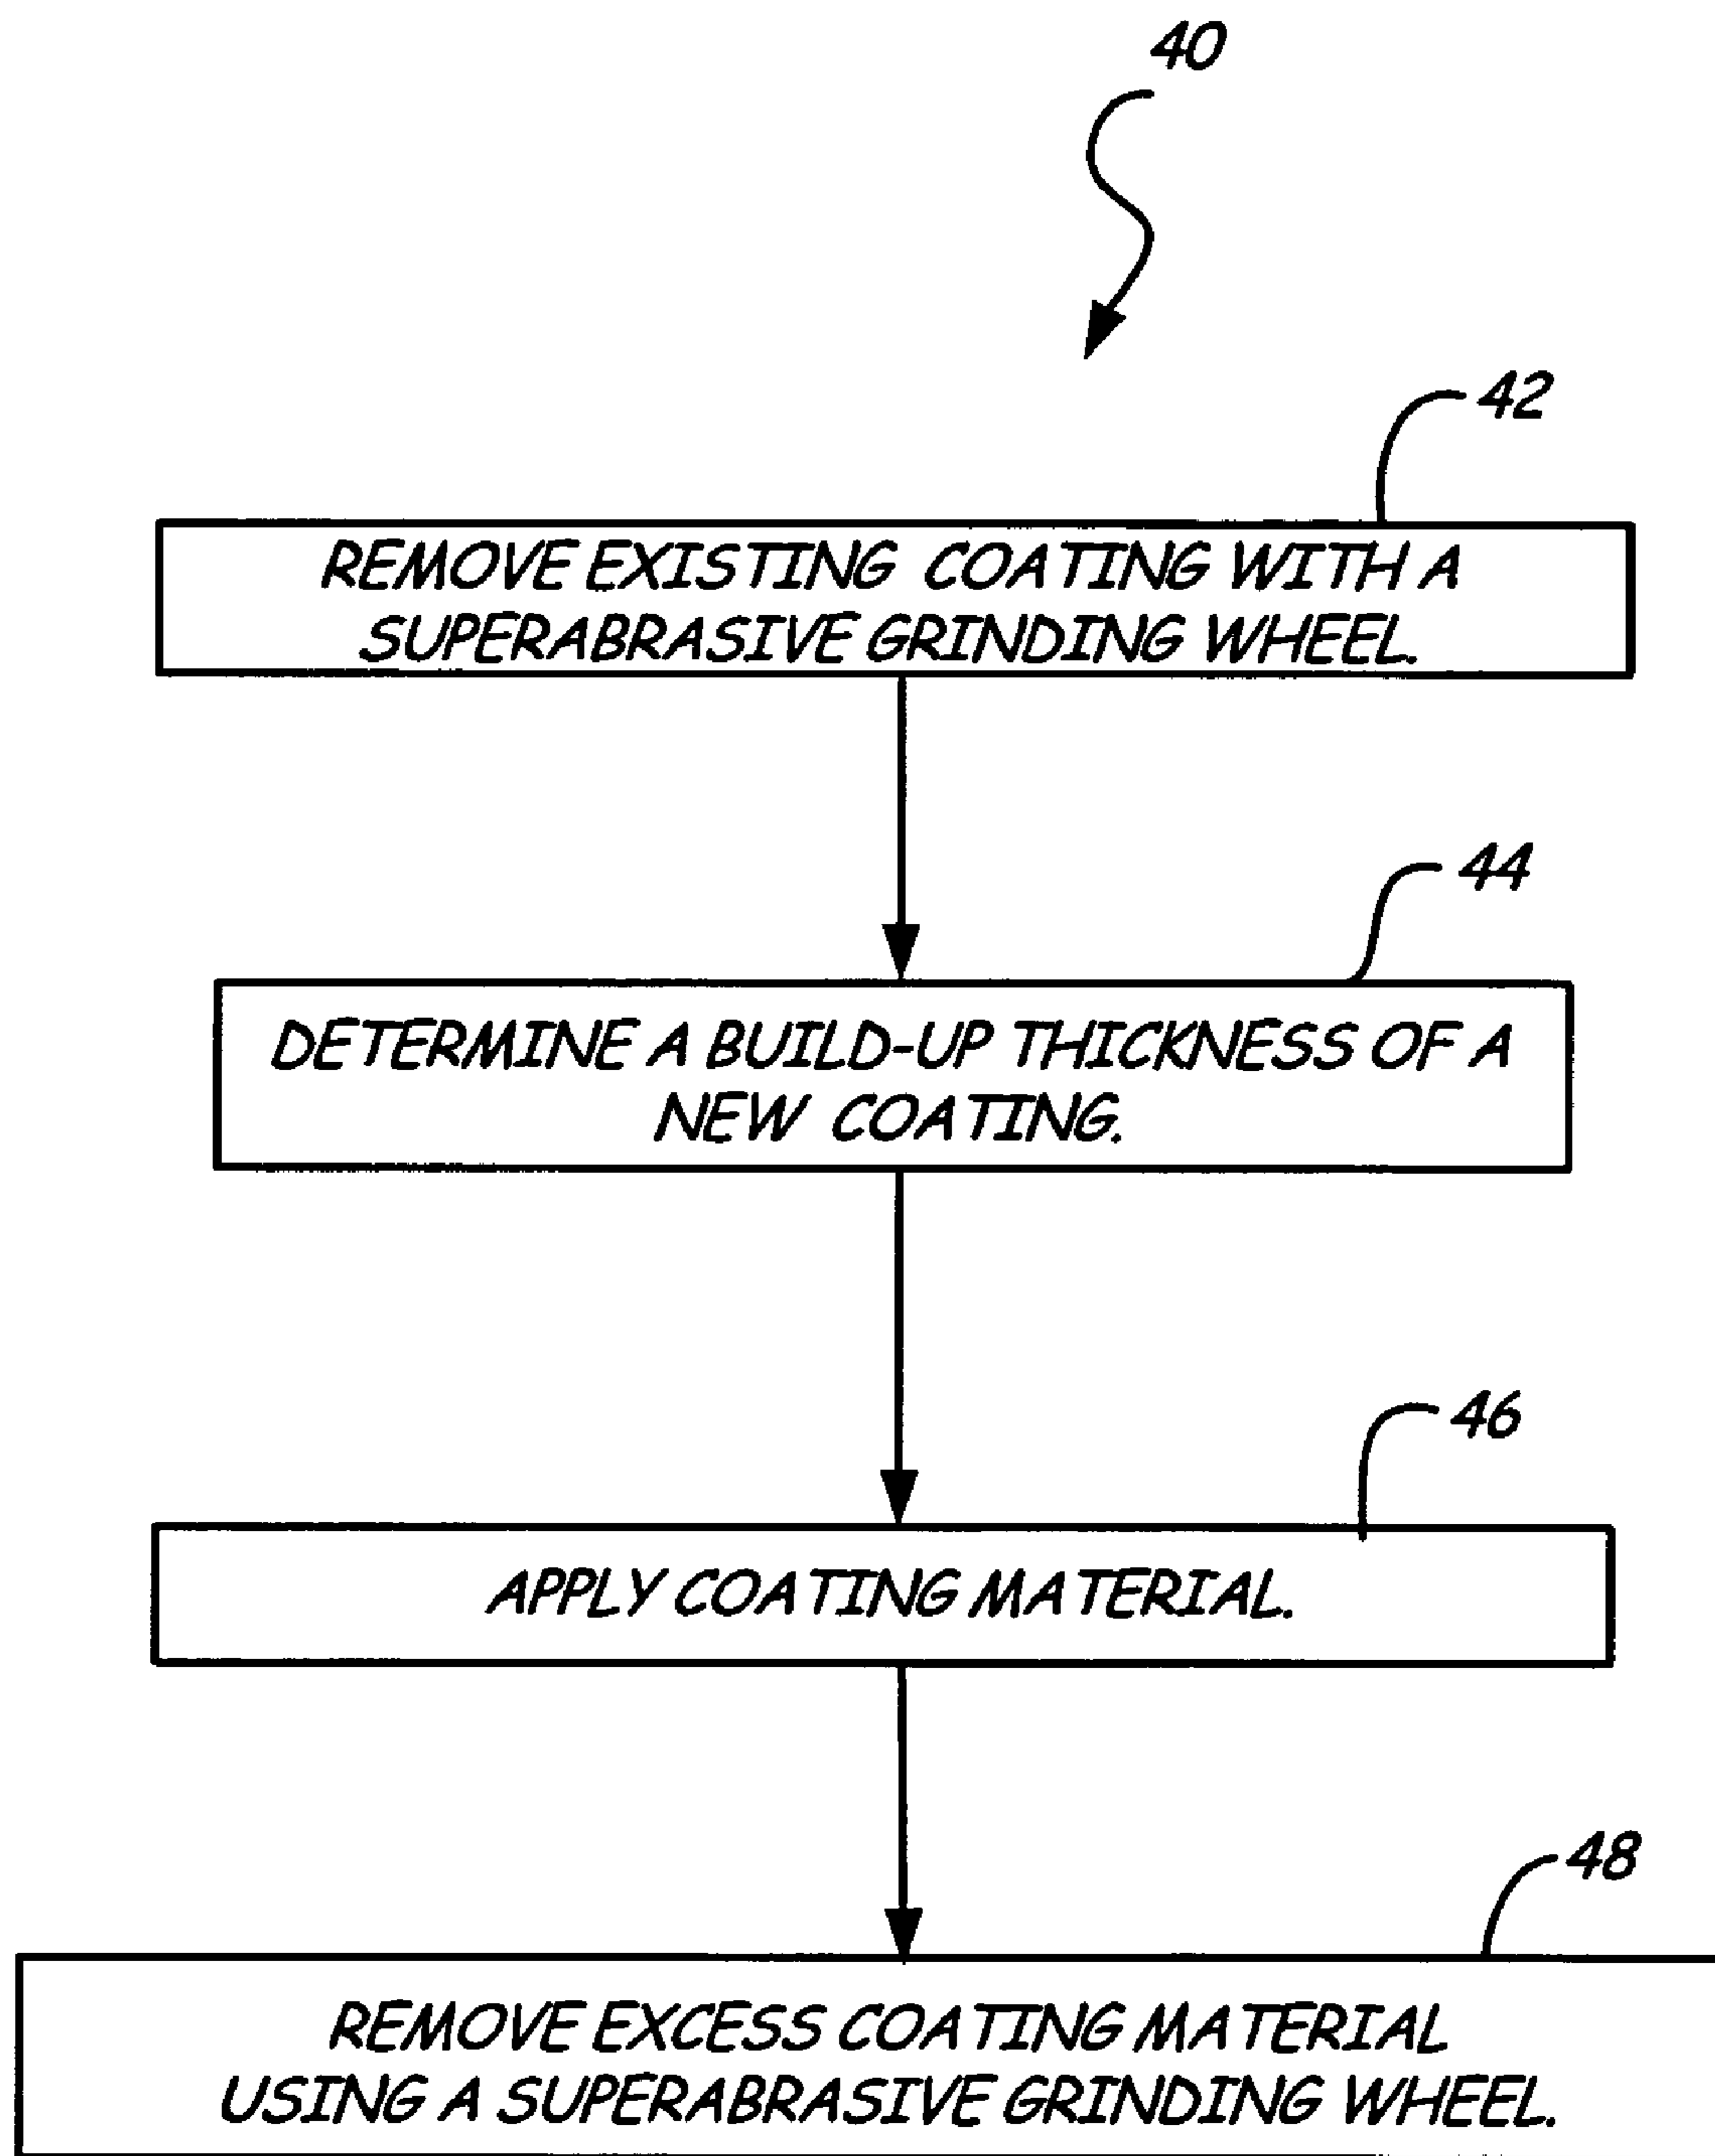 40
42
REMOVE EXISTING COATING WITH A
SUPERABRASIVE GRINDING WHEEL.
44
DETERMINE A BUILD-UP THICKNESS OF A
NEW COATING.
46
APPLY COATING MATERIAL.
48
REMOVE EXCESS COATING MATERIAL
USING A SUPERABRASIVE GRINDING WHEEL.